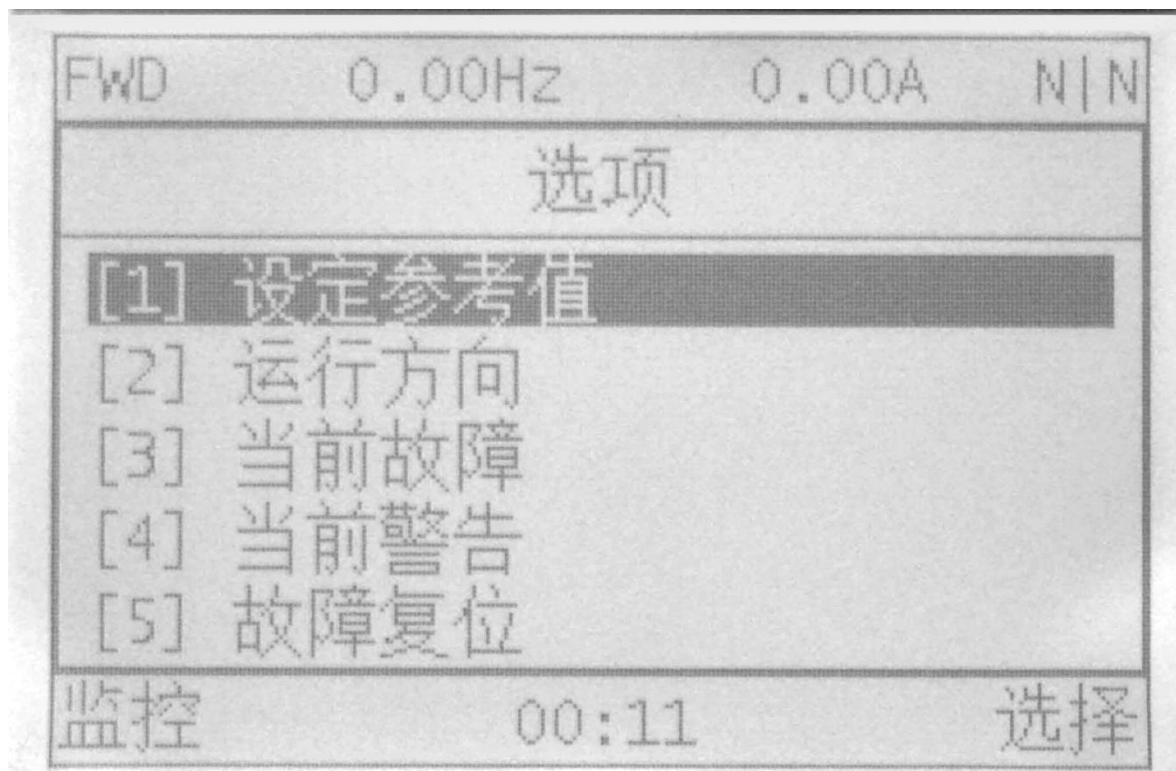 FWD 0.00Hz 0.00A N|N
选项
[1] 设定参考值
[2] 运行方向
[3] 当前故障
[4] 当前警告
[5] 故障复位
监控 00:11 选择